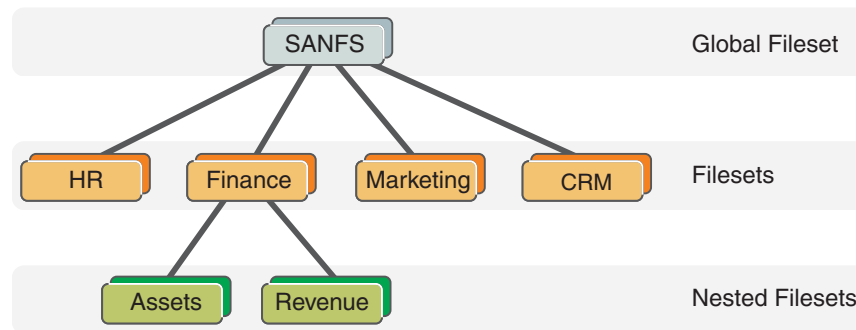 SANFS
Global Fileset
HR
Finance
Marketing
CRM
Filesets
Assets
Revenue
Nested Filesets